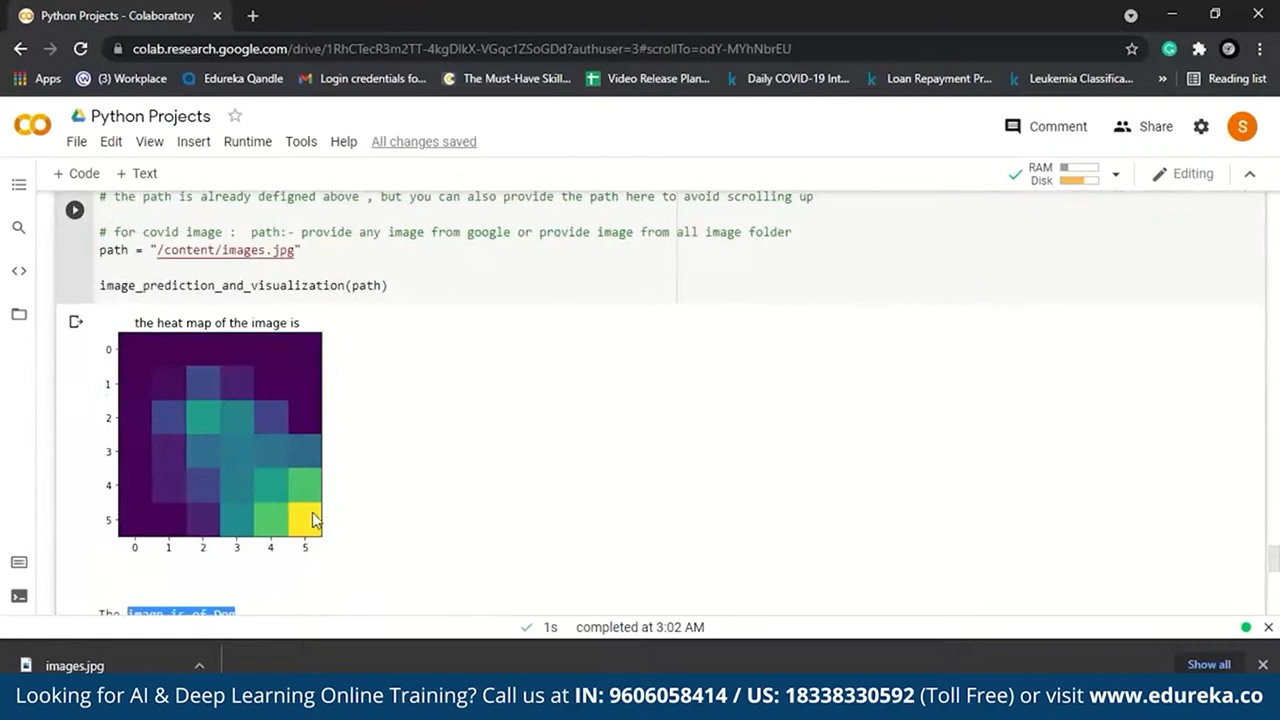 Python Projects - Colaboratory
colab.research.google.com/drive/1RhCTecR3m2TT-4kgDlkX-VGqc1ZSoGDd?authuser=3#scrollTo=odY-MYhNbrEU
Apps (3) Workplace Edureka Qandle Login credentials fo... The Must-Have Skill... Video Release Plan... Daily COVID-19 Int... Loan Repayment Pr... Leukemia Classifica... » Reading list
Python Projects
Comment Share S
File Edit View Insert Runtime Tools Help All changes saved
+ Code + Text
RAM
Disk
Editing
# the path is already defigned above , but you can also provide the path here to avoid scrolling up
# for covid image : path:- provide any image from google or provide image from all image folder
path = "/content/images.jpg"
image_prediction_and_visualization(path)
the heat map of the image is
0
1
2
3
4
5
0 1 2 3 4 5
The image is of Dog
1s completed at 3:02 AM
images.jpg
Show all
Looking for AI & Deep Learning Online Training? Call us at IN: 9606058414 / US: 18338330592 (Toll Free) or visit www.edureka.co